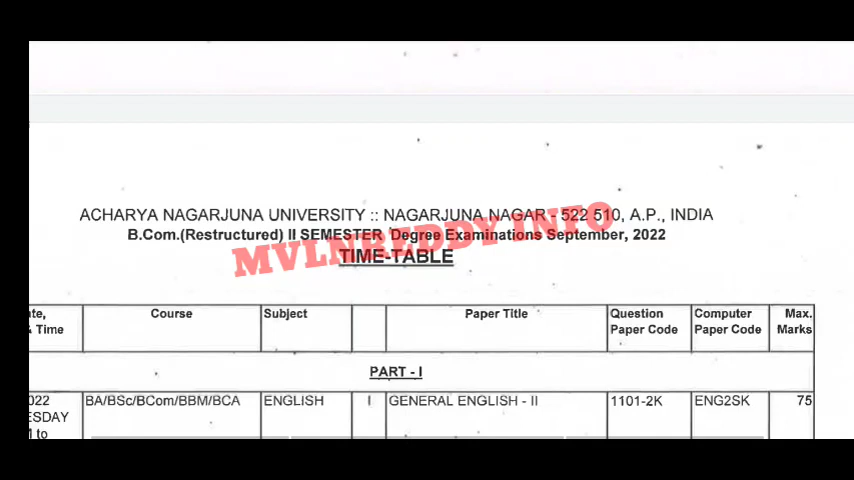 ACHARYA NAGARJUNA UNIVERSITY :: NAGARJUNA NAGAR - 522 510, A.P., INDIA
B.Com.(Restructured) II SEMESTER Degree Examinations September, 2022
MVLNREDDY INFO
TIME-TABLE
Course Subject Paper Title Question Paper Code Computer Paper Code Max. Marks
& Time
PART - I
BA/BSc/BCom/BBM/BCA ENGLISH I GENERAL ENGLISH - II 1101-2K ENG2SK 75
to